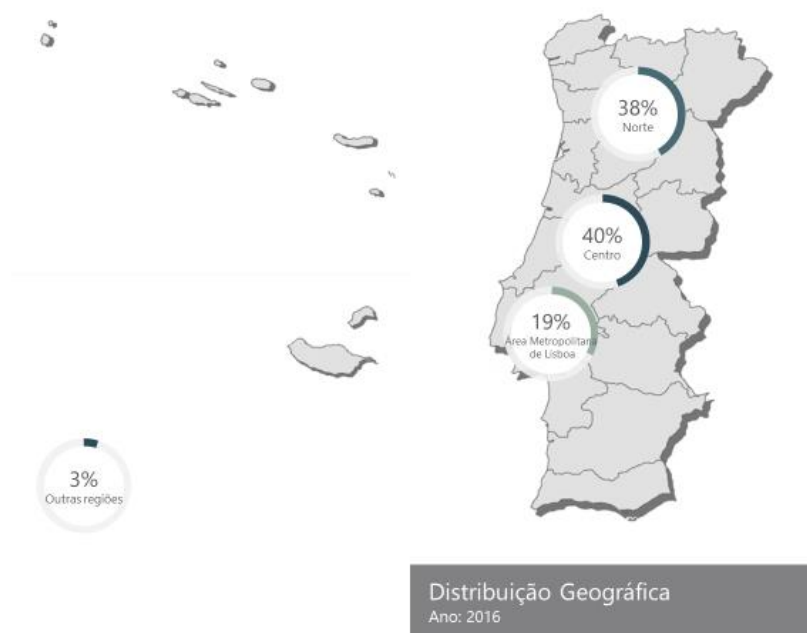 38%
Norte
40%
Centro
19%
Área Metropolitana
de Lisboa
3%
Outras regiões
Distribuição Geográfica
Ano: 2016